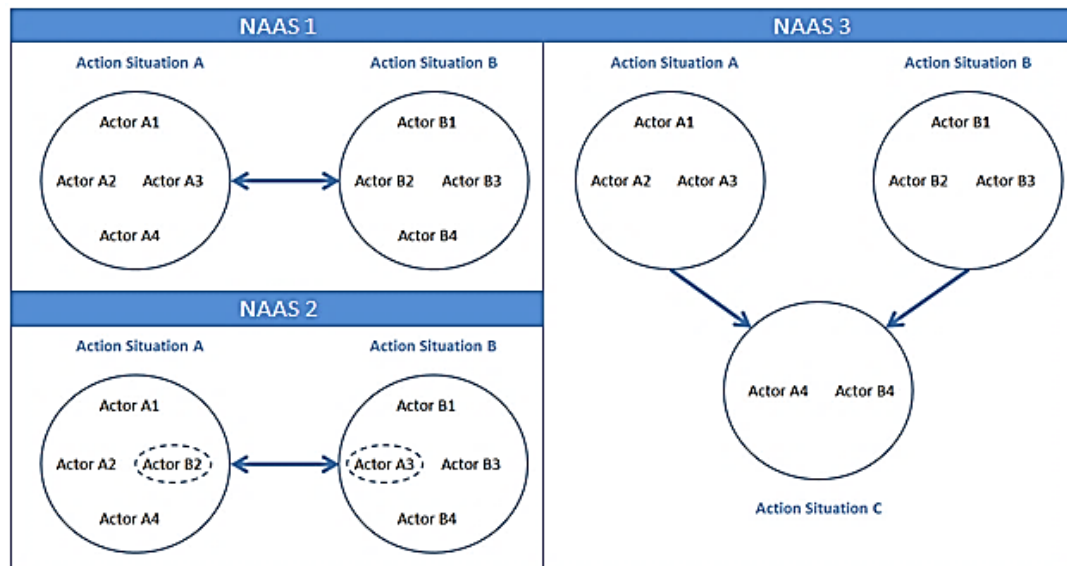 NAAS 1
Action Situation A Action Situation B
Actor A1 Actor B1
Actor A2 Actor A3 Actor B2 Actor B3
Actor A4 Actor B4
NAAS 2
Action Situation A Action Situation B
Actor A1 Actor B1
Actor A2 Actor B2 Actor A3 Actor B3
Actor A4 Actor B4
NAAS 3
Action Situation A Action Situation B
Actor A1 Actor B1
Actor A2 Actor A3 Actor B2 Actor B3
Actor A4 Actor B4
Action Situation C